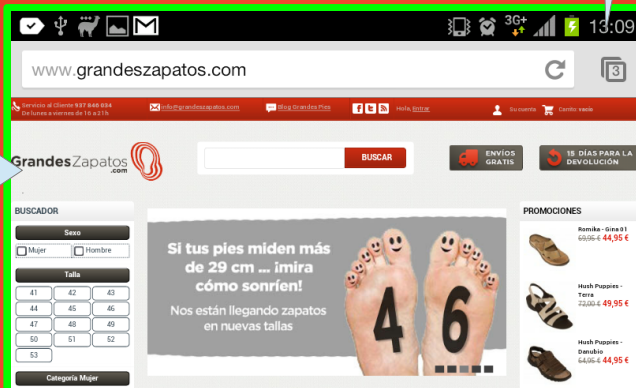 3G+
13:09
www.grandeszapatos.com
3
Servicio al Cliente 937 846 034
De lunes a viernes de 10 a 21h
info@grandeszapatos.com
Blog Grandes Pies
Hola, Entrar
Su cuenta
Carrito: vacío
GrandesZapatos
.com
BUSCAR
ENVÍOS
GRATIS
15 DÍAS PARA LA
DEVOLUCIÓN
BUSCADOR
Sexo
Mujer Hombre
Talla
41 42 43
44 45 46
47 48 49
50 51 52
53
Categoría Mujer
Si tus pies miden más
de 29 cm ... ¡mira
cómo sonríen!
Nos están llegando zapatos
en nuevas tallas
4 6
PROMOCIONES
Romika - Gina 01
69,95 € 44,95 €
Hush Puppies -
Terra
72,00 € 49,95 €
Hush Puppies -
Danubio
64,95 € 44,95 €